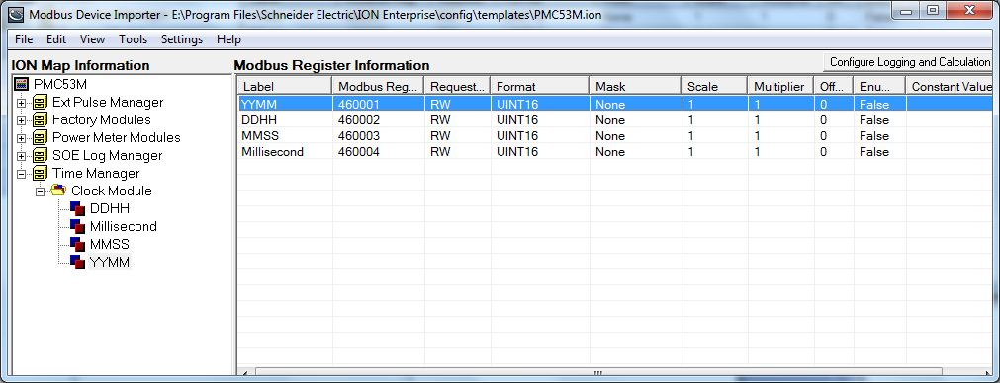 Modbus Device Importer - E:\Program Files\Schneider Electric\ION Enterprise\config\templates\PMC53M.ion
File Edit View Tools Settings Help
ION Map Information
PMC53M
Ext Pulse Manager
Factory Modules
Power Meter Modules
SOE Log Manager
Time Manager
Clock Module
DDHH
Millisecond
MMSS
YYMM
Modbus Register Information
Configure Logging and Calculation
Label Modbus Reg... Request... Format Mask Scale Multiplier Off... Enu... Constant Value
YYMM 460001 RW UINT16 None 1 1 0 False
DDHH 460002 RW UINT16 None 1 1 0 False
MMSS 460003 RW UINT16 None 1 1 0 False
Millisecond 460004 RW UINT16 None 1 1 0 False